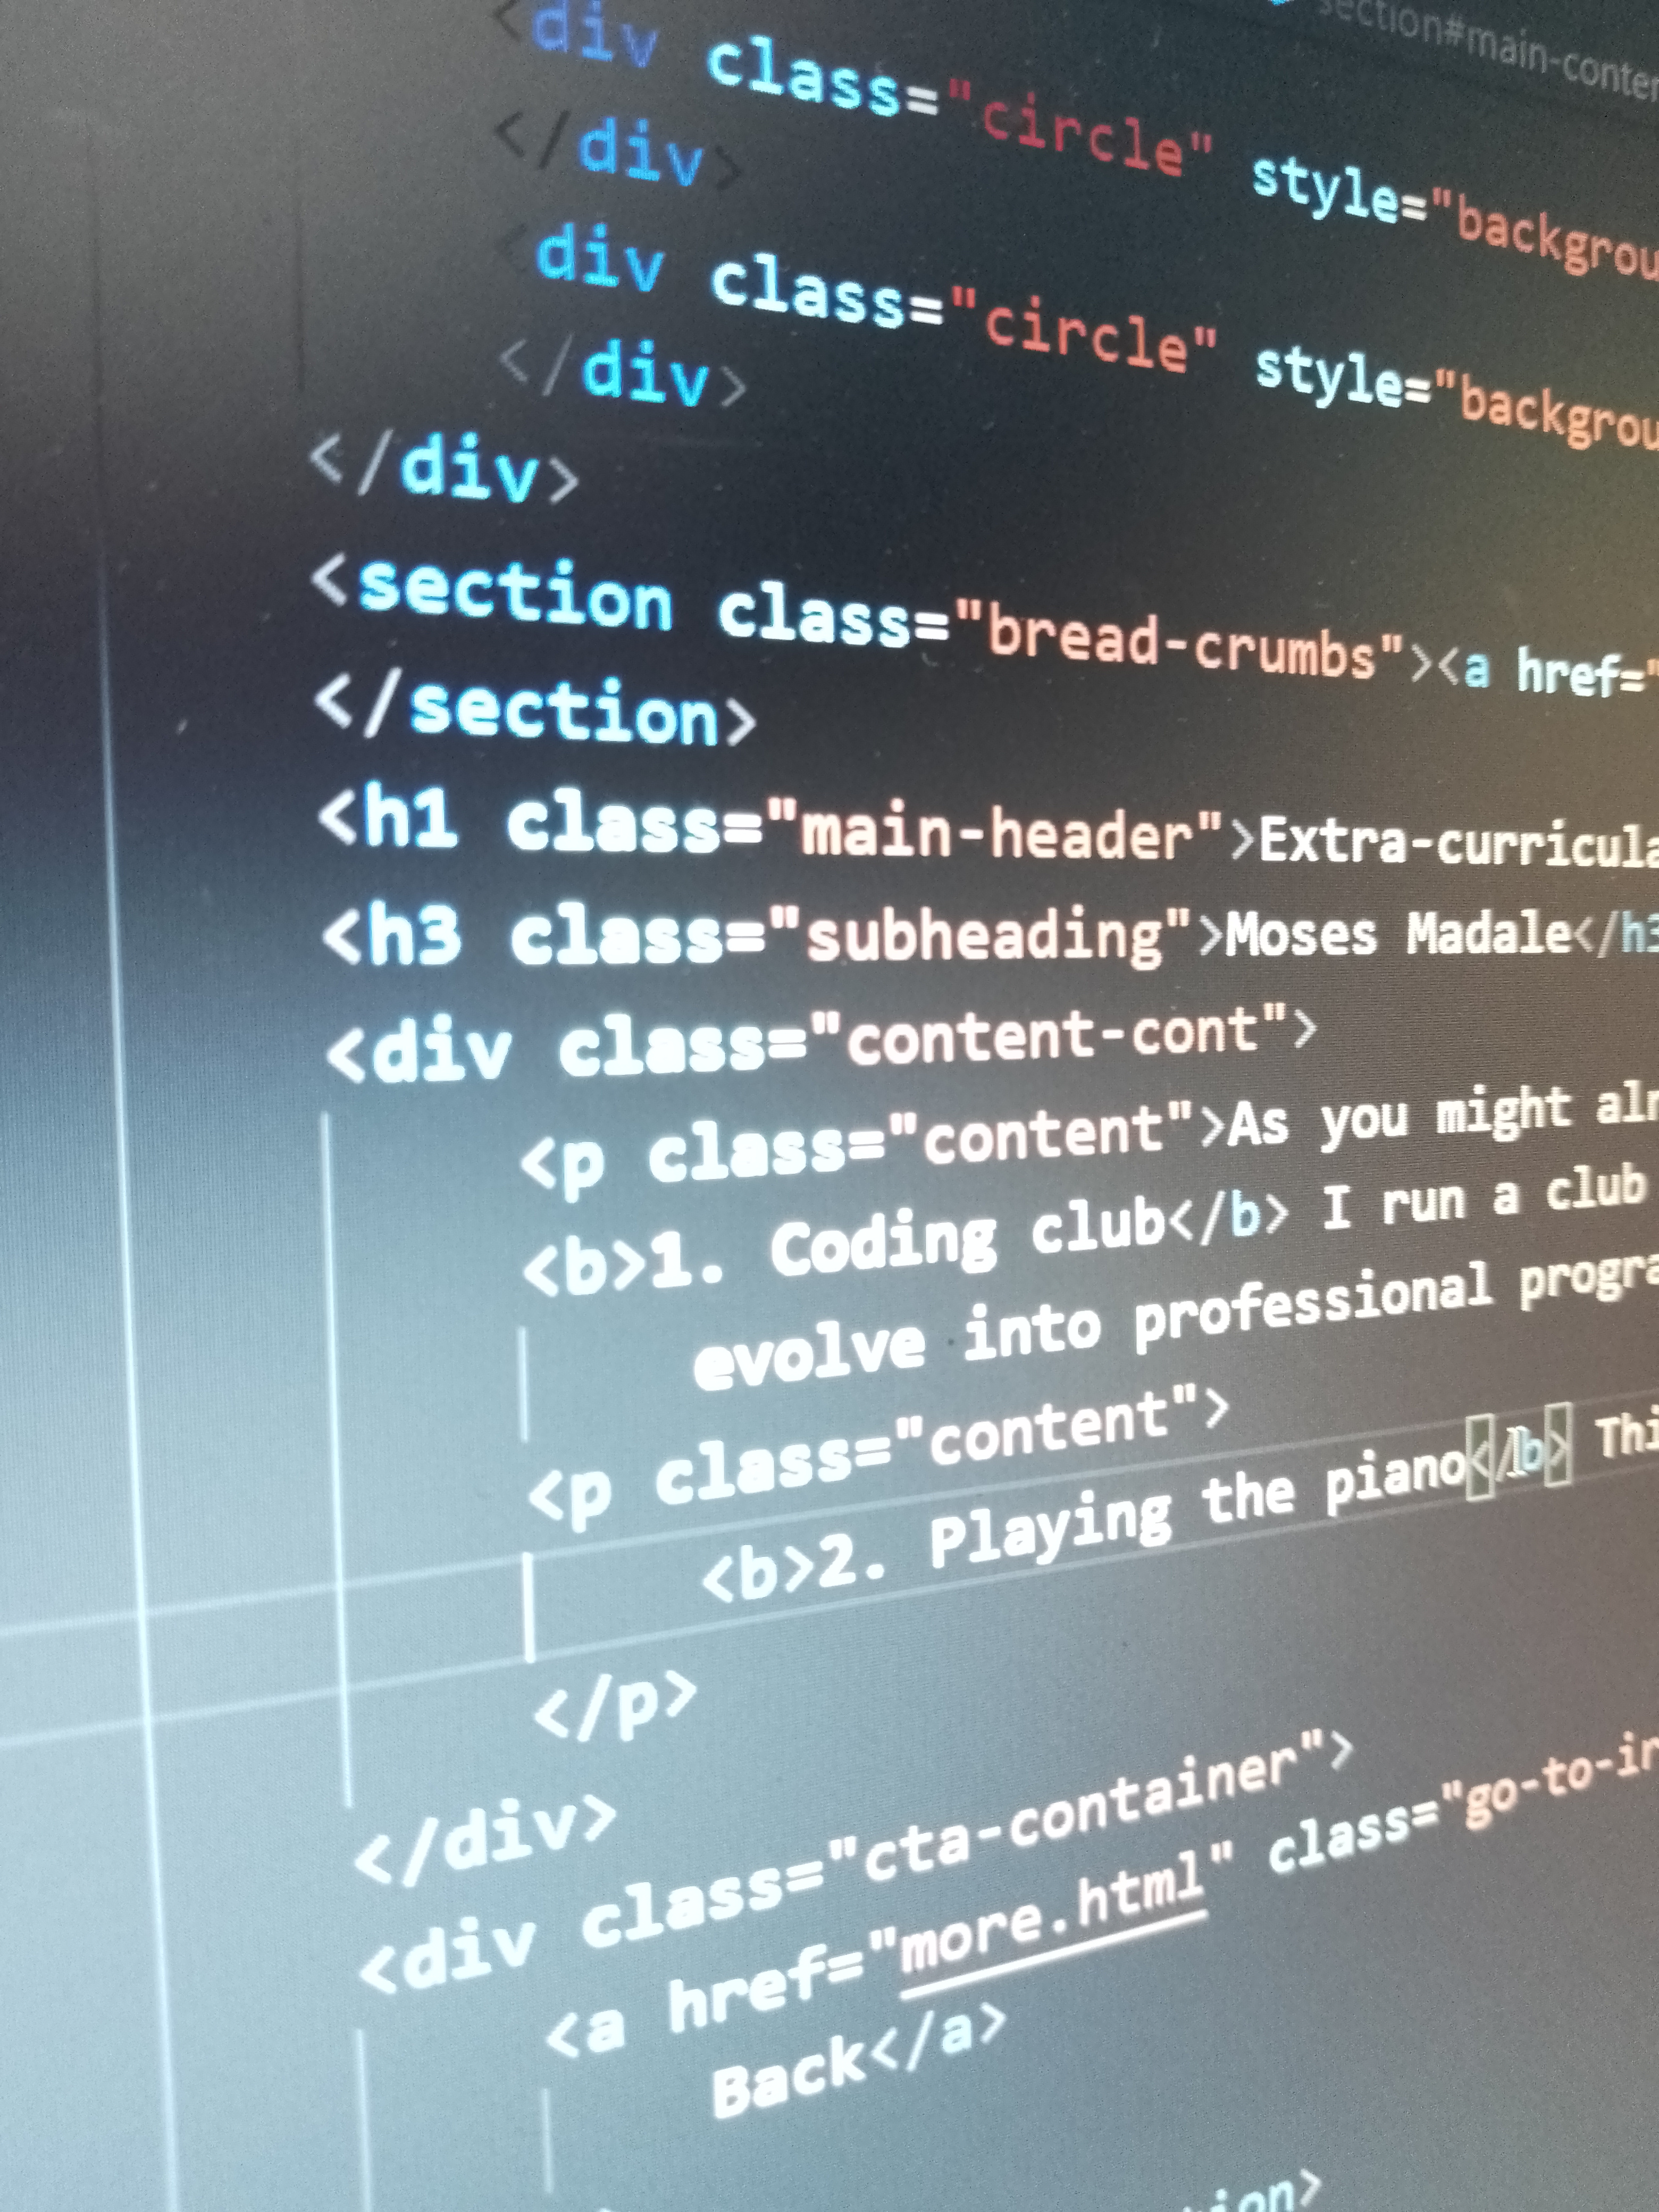 section#main-conten
<div class="circle" style="backgrou
</div>
<div class="circle" style="backgrou
</div>
</div>
<section class="bread-crumbs"><a href="
</section>
<h1 class="main-header">Extra-curricula
<h3 class="subheading">Moses Madale</h3
<div class="content-cont">
<p class="content">As you might alr
<b>1. Coding club</b> I run a club
evolve into professional progra
<p class="content">
<b>2. Playing the piano</b> Thi
</p>
</div>
<div class="cta-container">
<a href="more.html" class="go-to-in
Back</a>